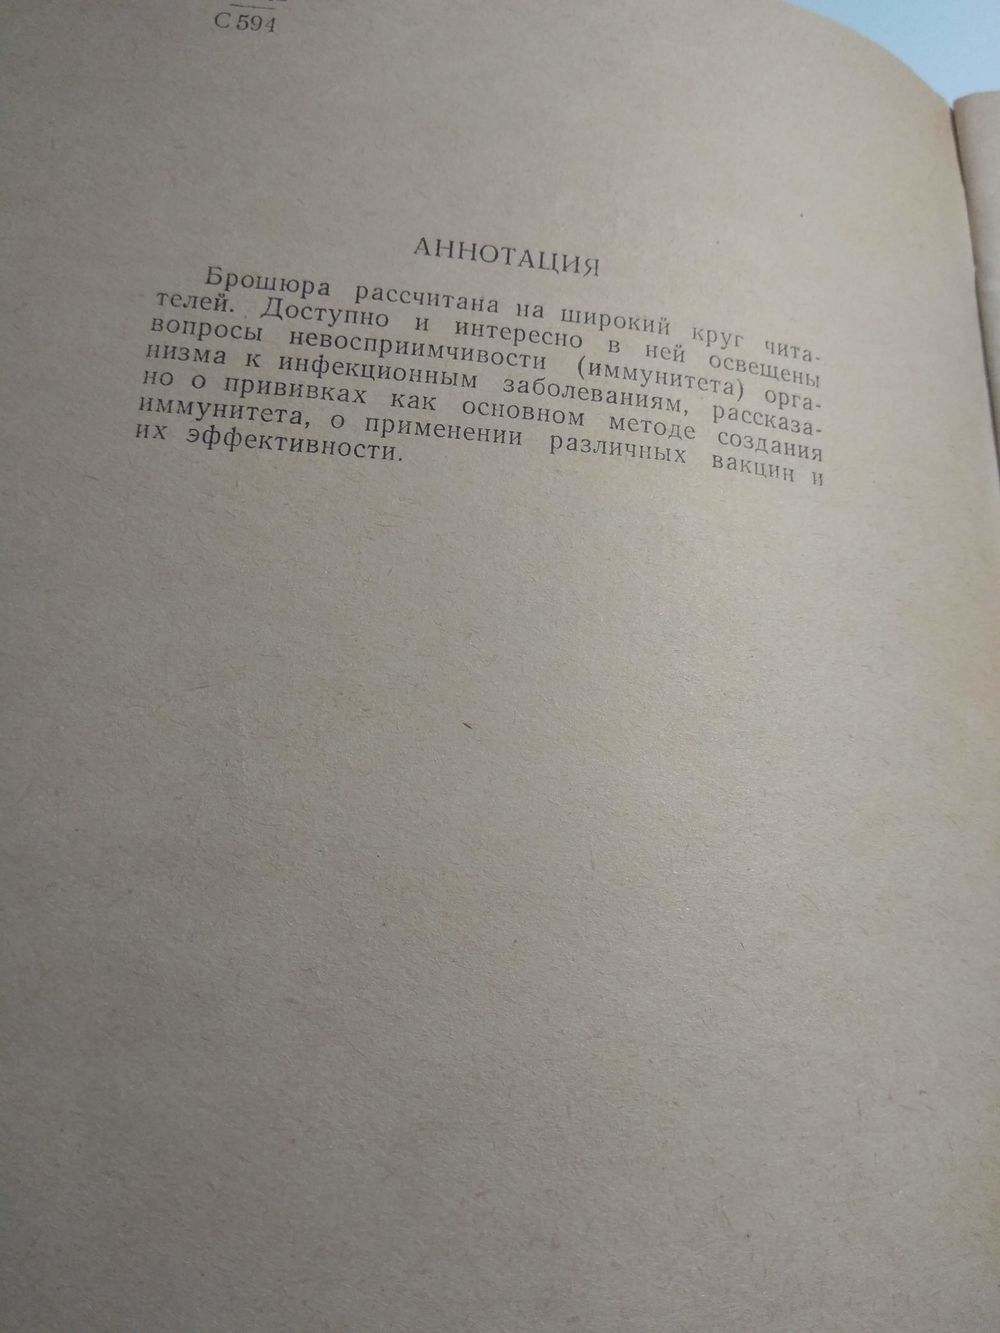 С 594
АННОТАЦИЯ
Брошюра рассчитана на широкий круг чита-
телей. Доступно и интересно в ней освещены
вопросы невосприимчивости (иммунитета) орга-
низма к инфекционным заболеваниям, рассказа-
но о прививках как основном методе создания
иммунитета, о применении различных вакцин и
их эффективности.